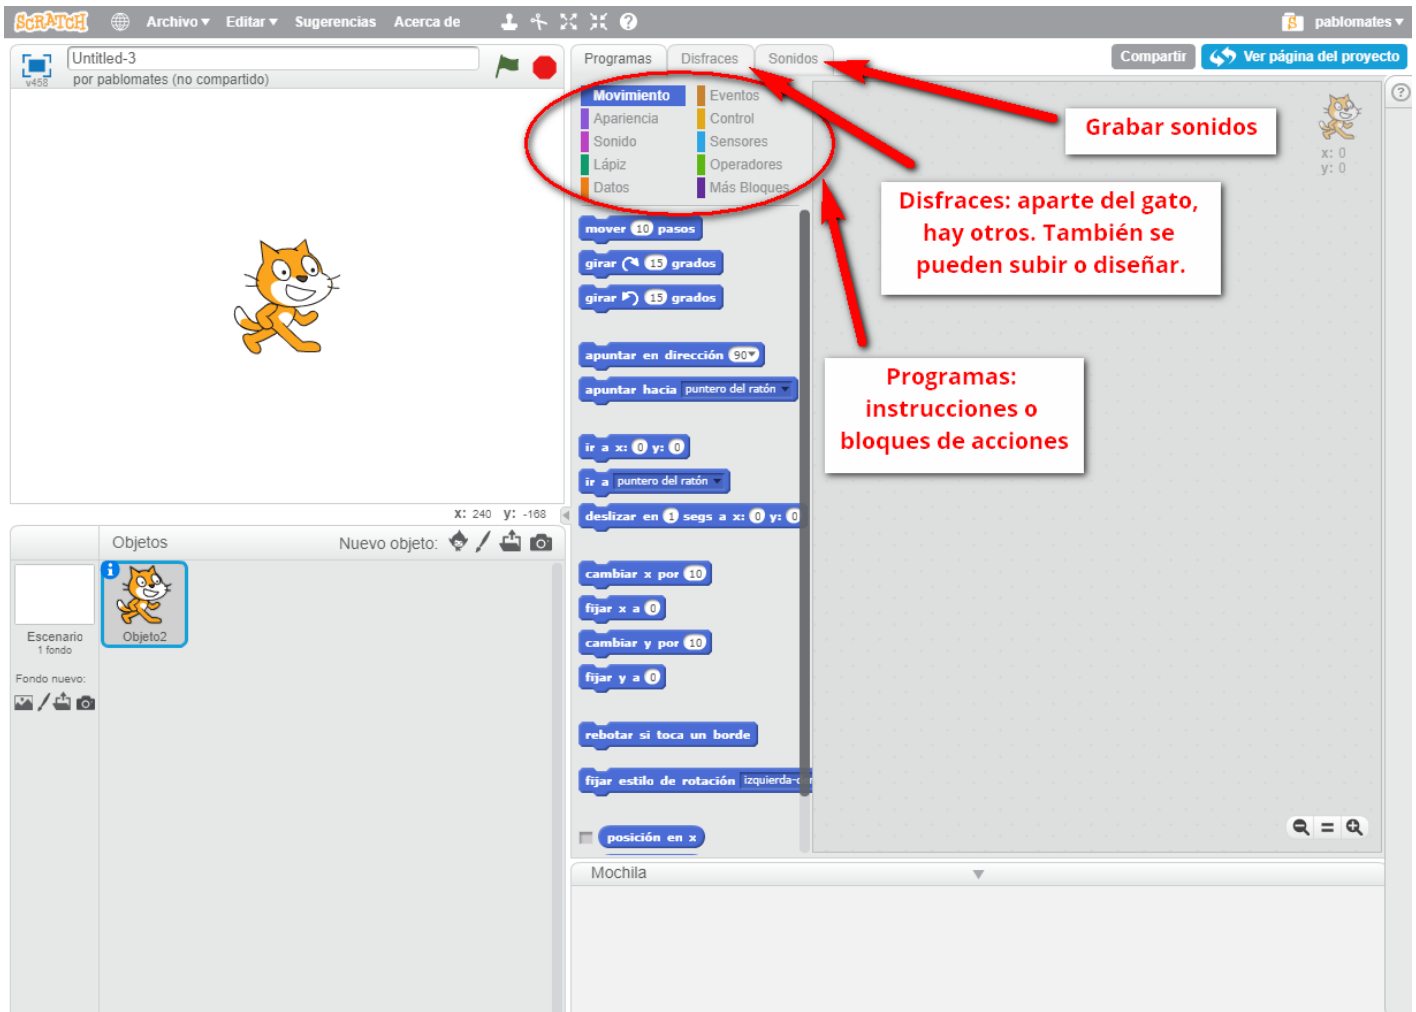 SCRATCH Archivo Editar Sugerencias Acerca de pablomates
v458
Untitled-3
por pablomates (no compartido)
Programas Disfraces Sonidos
Compartir Ver página del proyecto
Movimiento Eventos
Apariencia Control
Sonido Sensores
Lápiz Operadores
Datos Más Bloques
Grabar sonidos
x: 0
y: 0
Disfraces: aparte del gato,
hay otros. También se
pueden subir o diseñar.
Programas:
instrucciones o
bloques de acciones
mover 10 pasos
girar 15 grados
girar 15 grados
apuntar en dirección 90
apuntar hacia puntero del ratón
ir a x: 0 y: 0
ir a puntero del ratón
deslizar en 1 segs a x: 0 y: 0
cambiar x por 10
fijar x a 0
cambiar y por 10
fijar y a 0
rebotar si toca un borde
fijar estilo de rotación
posición en x
X: 240 y: -168
Objetos Nuevo objeto:
Escenario
1 fondo
Fondo nuevo:
Objeto2
Mochila